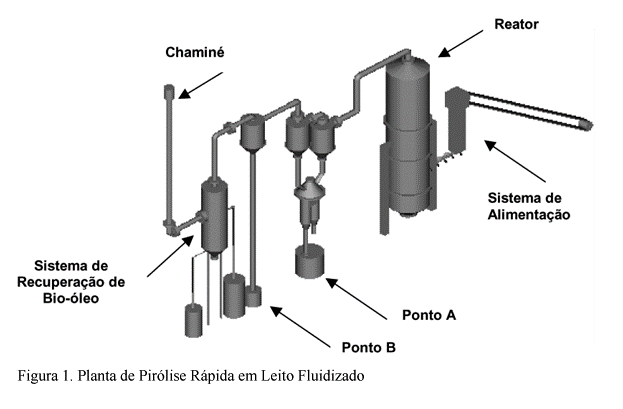 Reator
Chaminé
Sistema de
Alimentação
Sistema de
Recuperação de
Bio-óleo
Ponto A
Ponto B
Figura 1. Planta de Pirólise Rápida em Leito Fluidizado